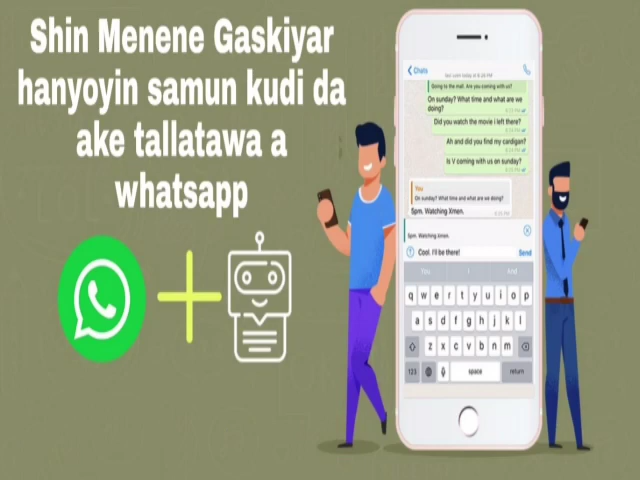 Shin Menene Gaskiyar
hanyoyin samun kudi da
ake tallatawa a
whatsapp
Chats
Going to the mall. Are you coming with us?
On sunday? What time and what are we
doing?
Did you watch the movie i left there?
Ah and did you find my cardigan?
Is V coming with us on sunday?
You
On sunday? What time and what are we doing?
5pm. Watching Xmen.
5pm. Watching Xmen.
Cool. I'll be there!
Send
You I And
q w e r t y u i o p
a s d f g h j k l
z x c v b n m
123 space return